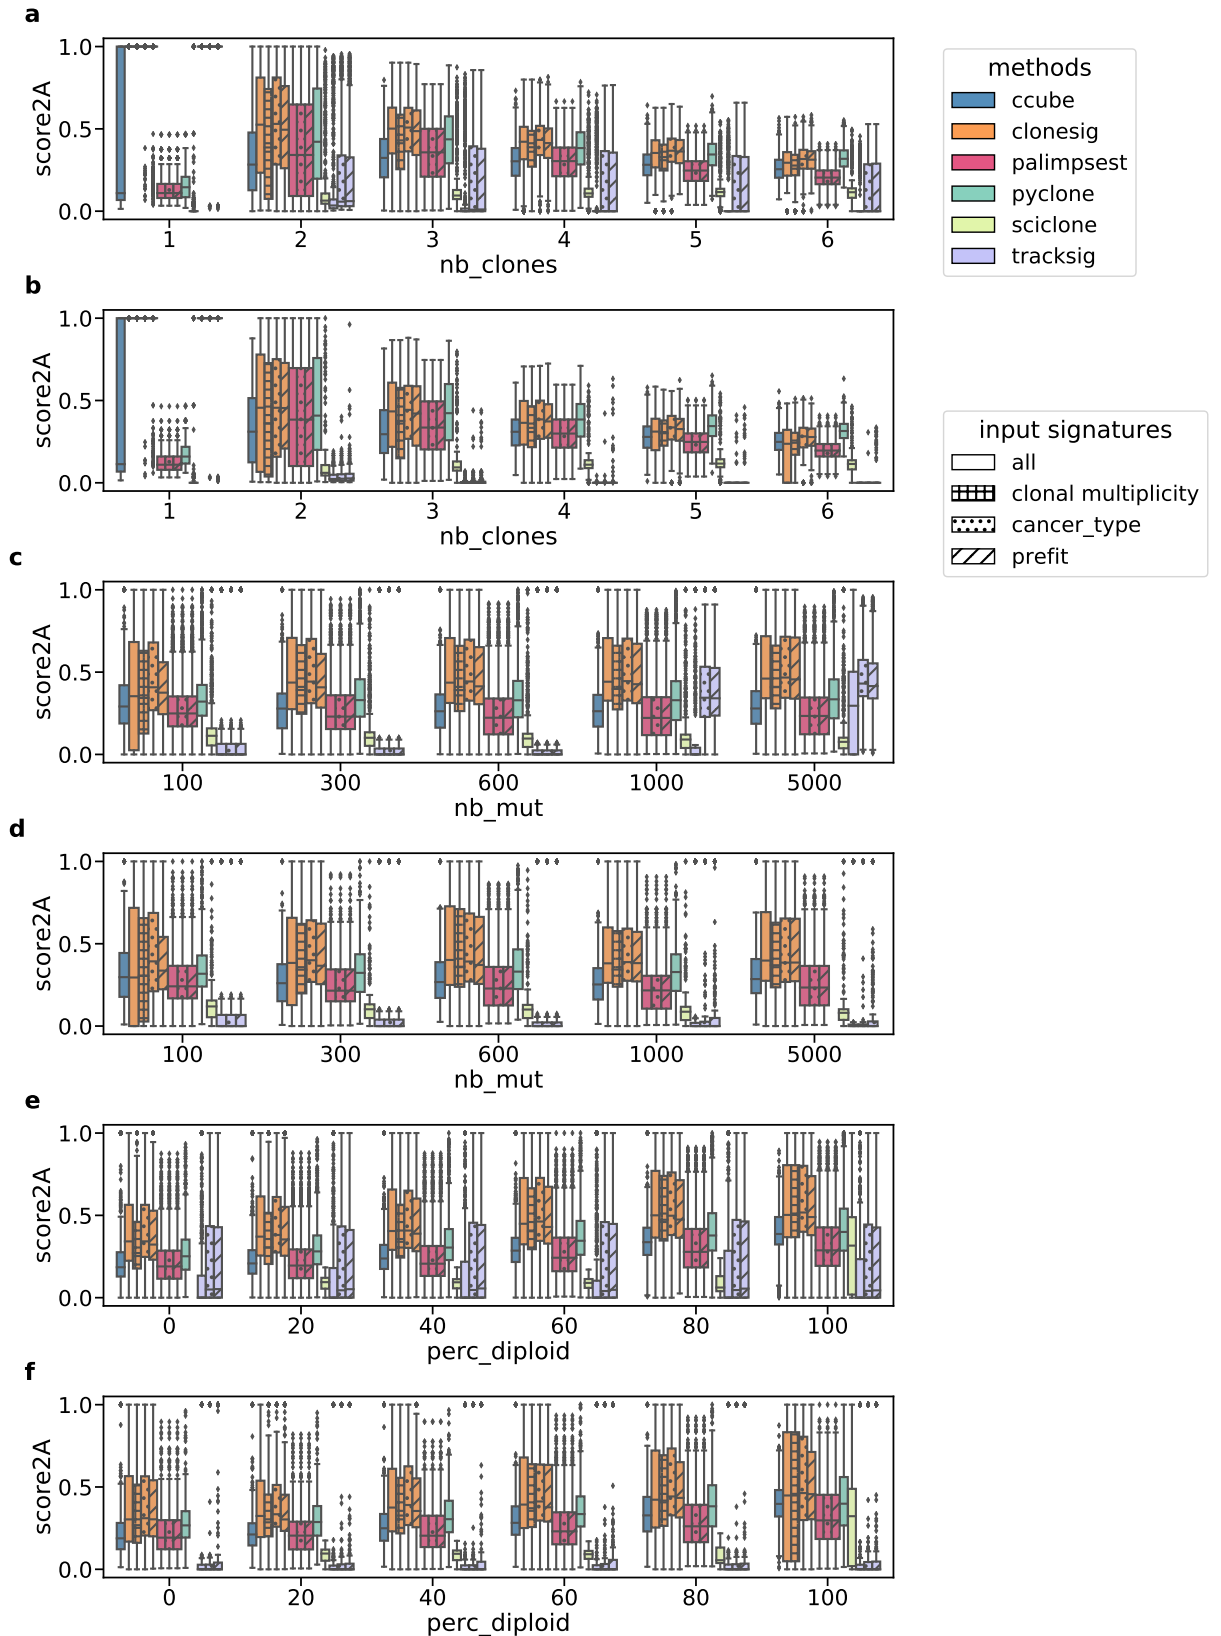 a
1.0
0.5
0.0
score2A
1 2 3 4 5 6
nb_clones
methods
ccube
clonesig
palimpsest
pyclone
sciclone
tracksig
b
1.0
0.5
0.0
score2A
1 2 3 4 5 6
nb_clones
input signatures
all
clonal multiplicity
cancer_type
prefit
c
1.0
0.5
0.0
score2A
100 300 600 1000 5000
nb_mut
d
1.0
0.5
0.0
score2A
100 300 600 1000 5000
nb_mut
e
1.0
0.5
0.0
score2A
0 20 40 60 80 100
perc_diploid
f
1.0
0.5
0.0
score2A
0 20 40 60 80 100
perc_diploid